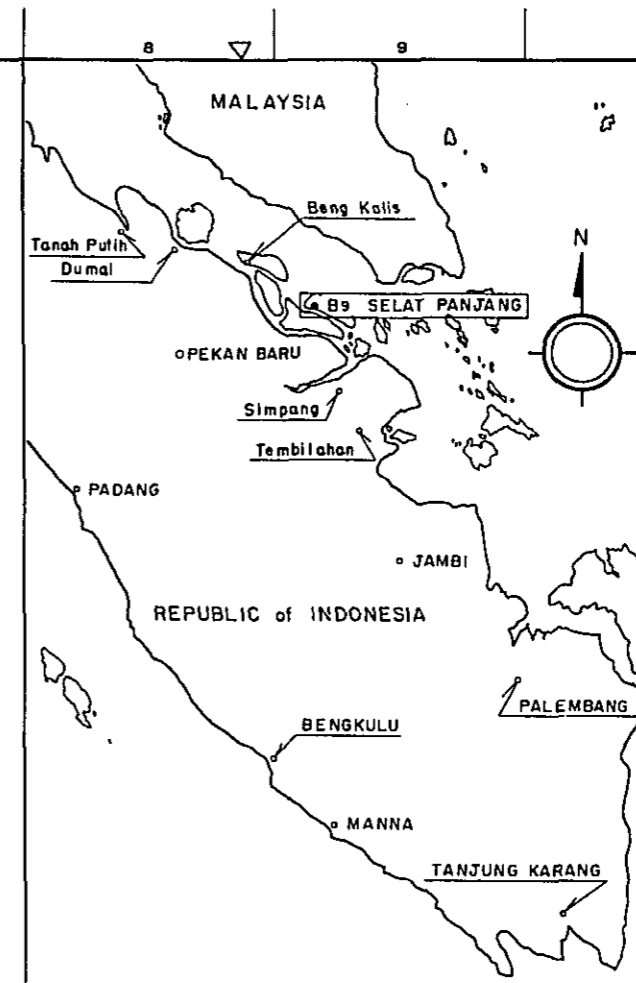 8
9
MALAYSIA
Beng Kalis
Tanah Putih
Dumai
B9 SELAT PANJANG
N
PEKAN BARU
Simpang
Tembilahan
PADANG
JAMBI
REPUBLIC of INDONESIA
PALEMBANG
BENGKULU
MANNA
TANJUNG KARANG